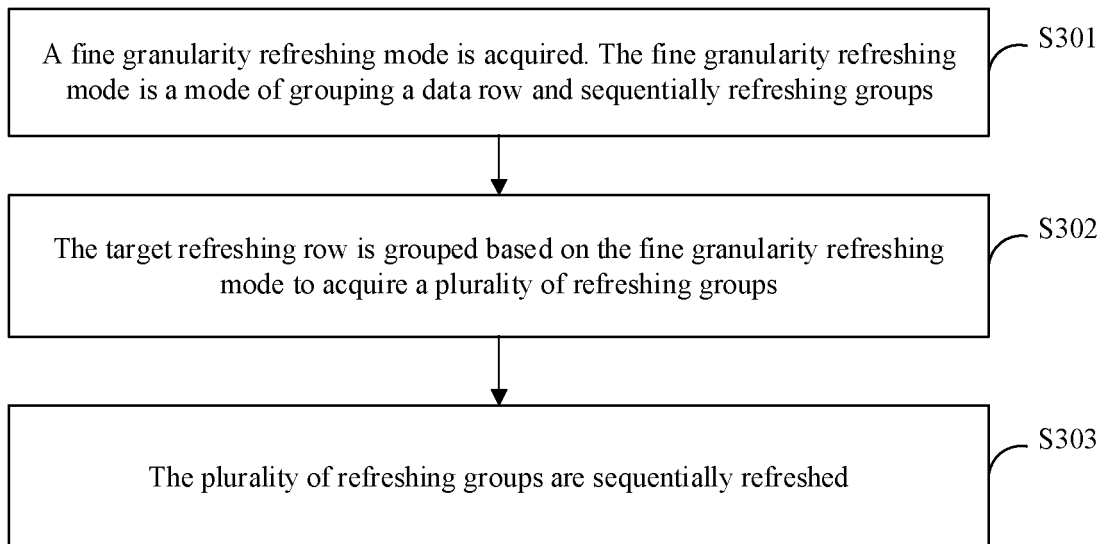 A fine granularity refreshing mode is acquired. The fine granularity refreshing
mode is a mode of grouping a data row and sequentially refreshing groups
S301
The target refreshing row is grouped based on the fine granularity refreshing
mode to acquire a plurality of refreshing groups
S302
The plurality of refreshing groups are sequentially refreshed
S303